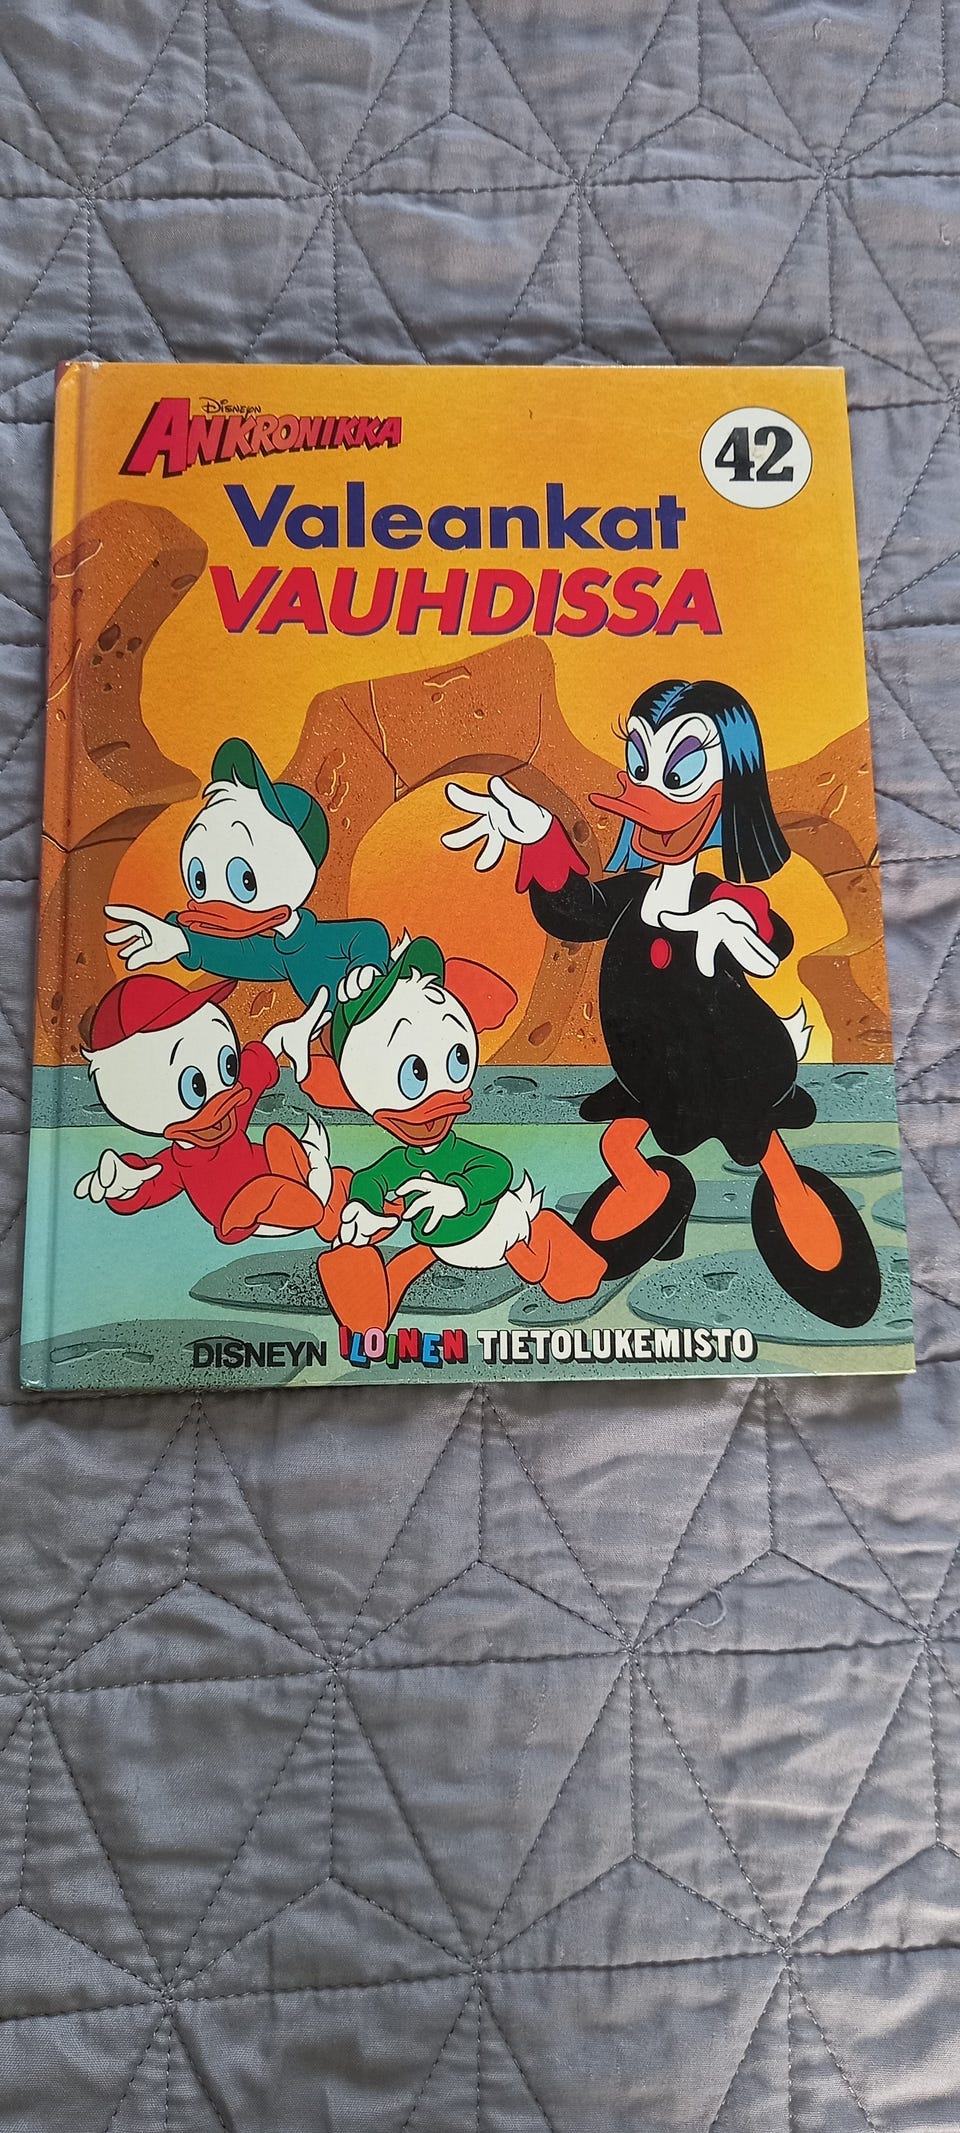 DISNEYN
ANKRONIKKA
42
Valeankat
VAUHDISSA
DISNEYN ILOINEN TIETOLUKEMISTO